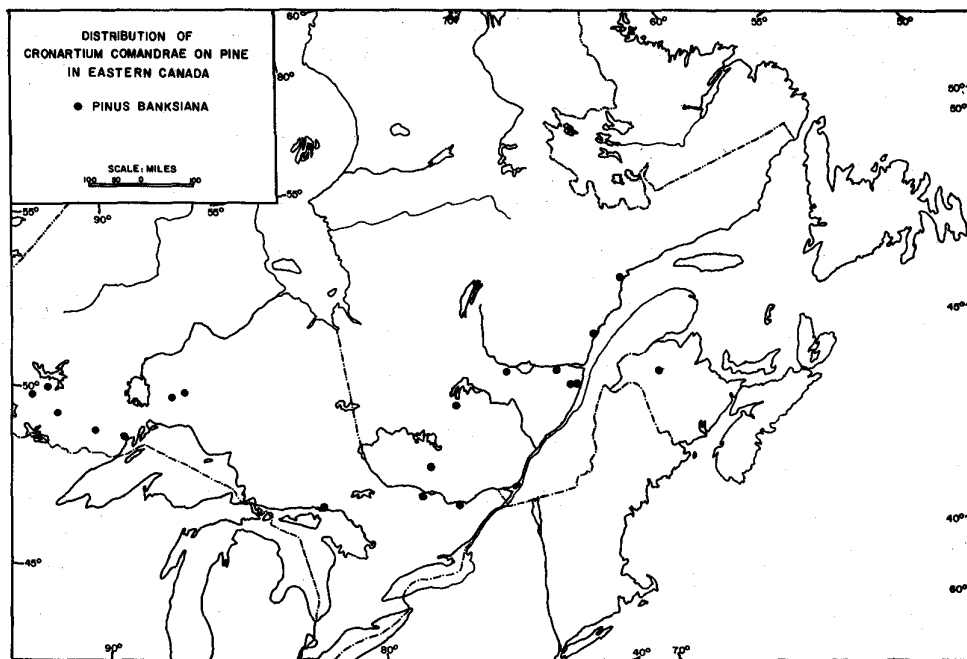 DISTRIBUTION OF
CRONARTIUM COMANDRAE ON PINE
IN EASTERN CANADA
● PINUS BANKSIANA
SCALE: MILES
100 50 0 100
60° 70° 60° 55° 50°
80°
50°
50°
55°
55° 90° 55°
45°
50°
40°
45°
60°
90° 80° 70°